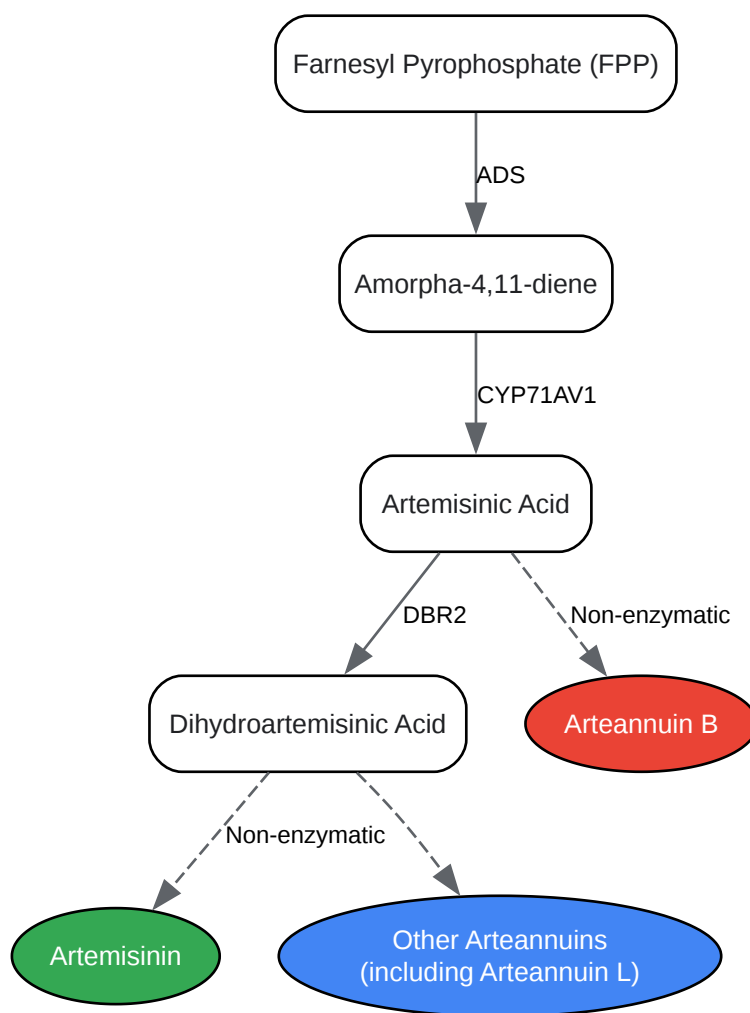 Farnesyl Pyrophosphate (FPP)
ADS
Amorpha-4,11-diene
CYP71AV1
Artemisinic Acid
DBR2
Non-enzymatic
Dihydroartemisinic Acid
Arteannuin B
Non-enzymatic
Artemisinin
Other Arteannuins
(including Arteannuin L)